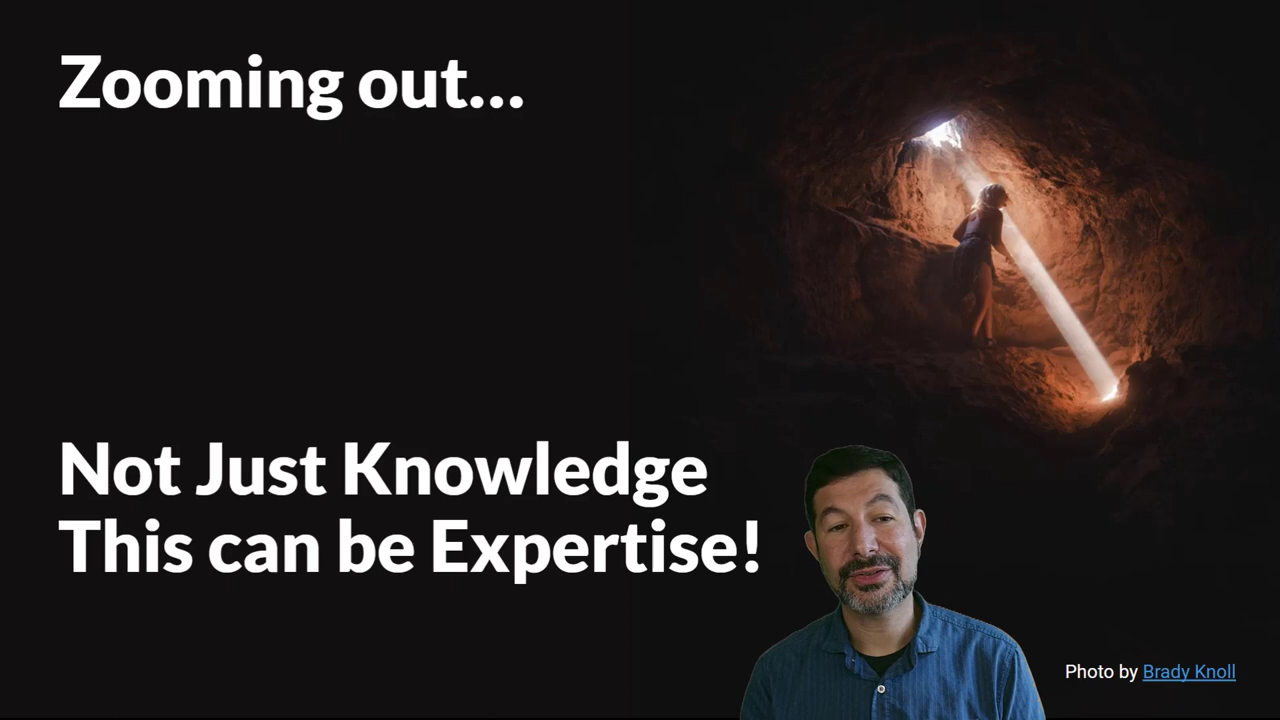 Zooming out...
Not Just Knowledge
This can be Expertise!
Photo by Brady Knoll